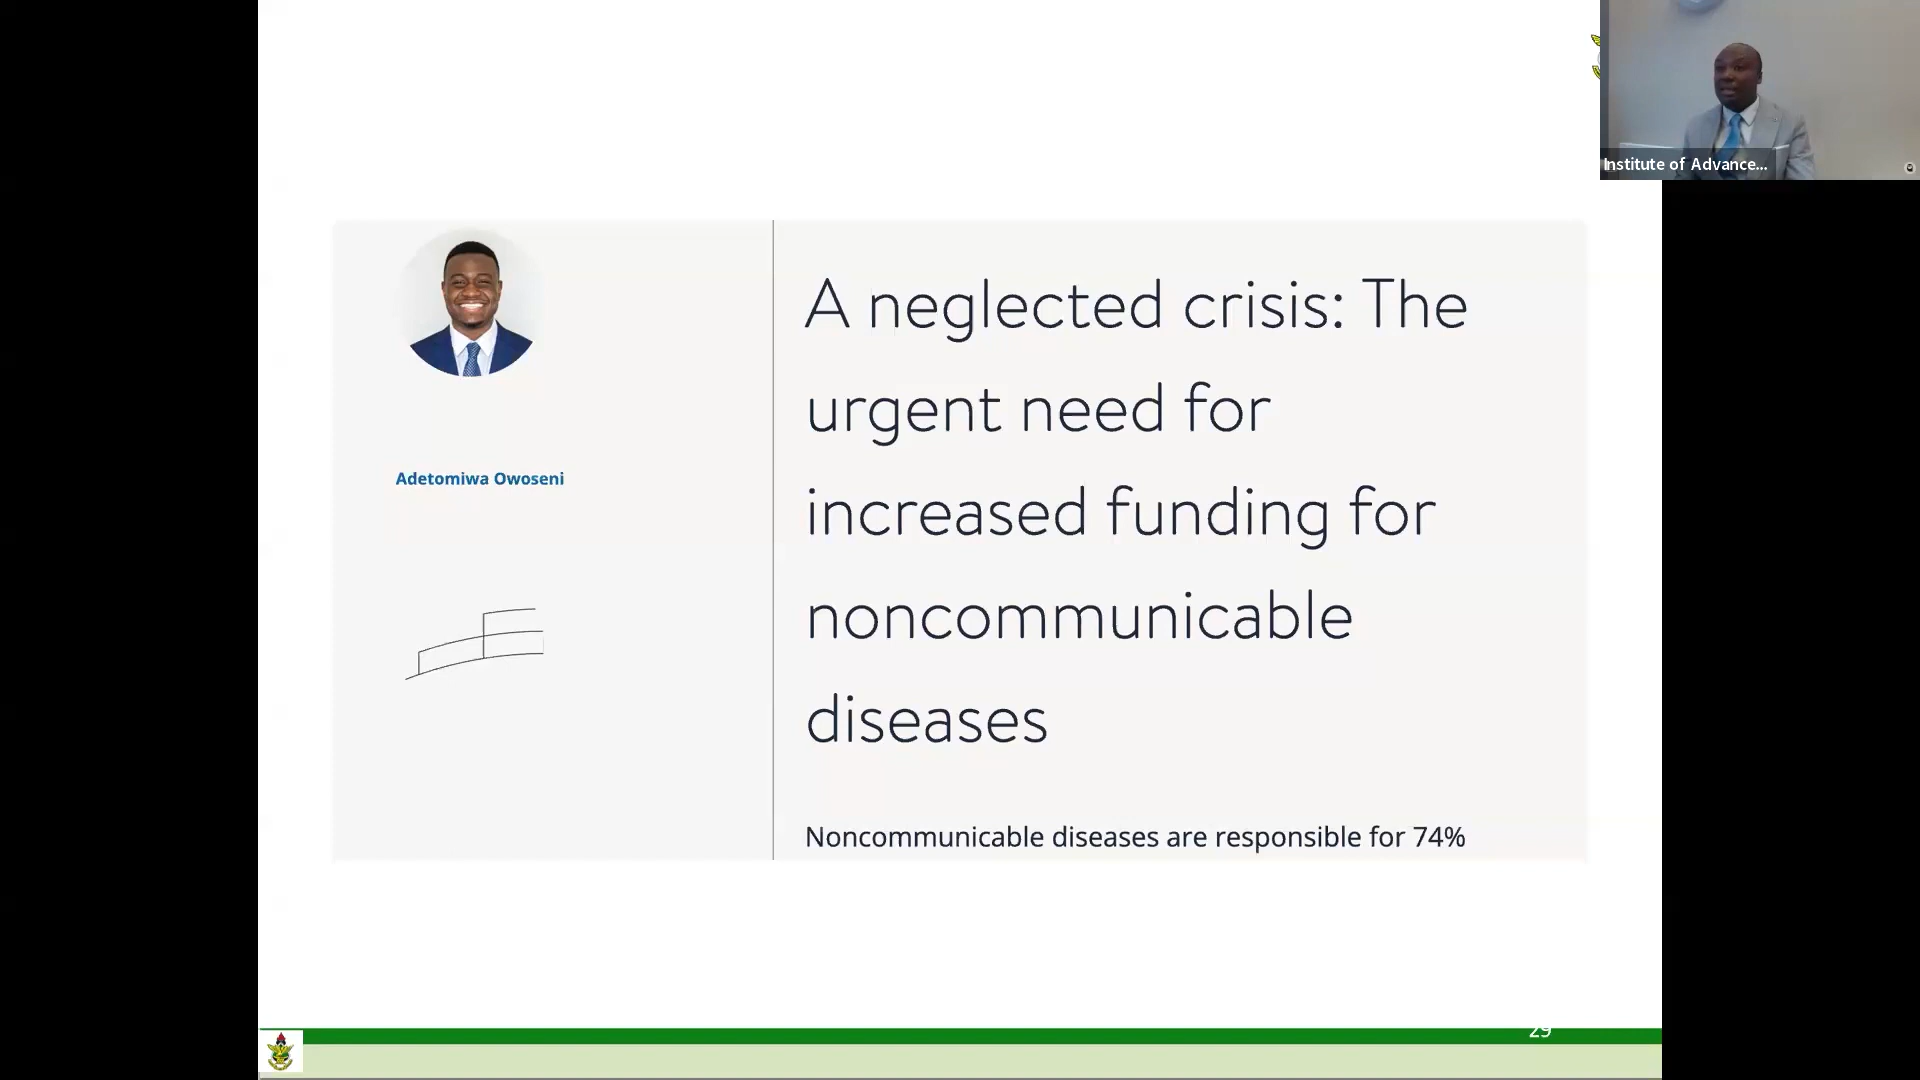 Institute of Advance...
Adetomiwa Owoseni
A neglected crisis: The
urgent need for
increased funding for
noncommunicable
diseases
Noncommunicable diseases are responsible for 74%
29